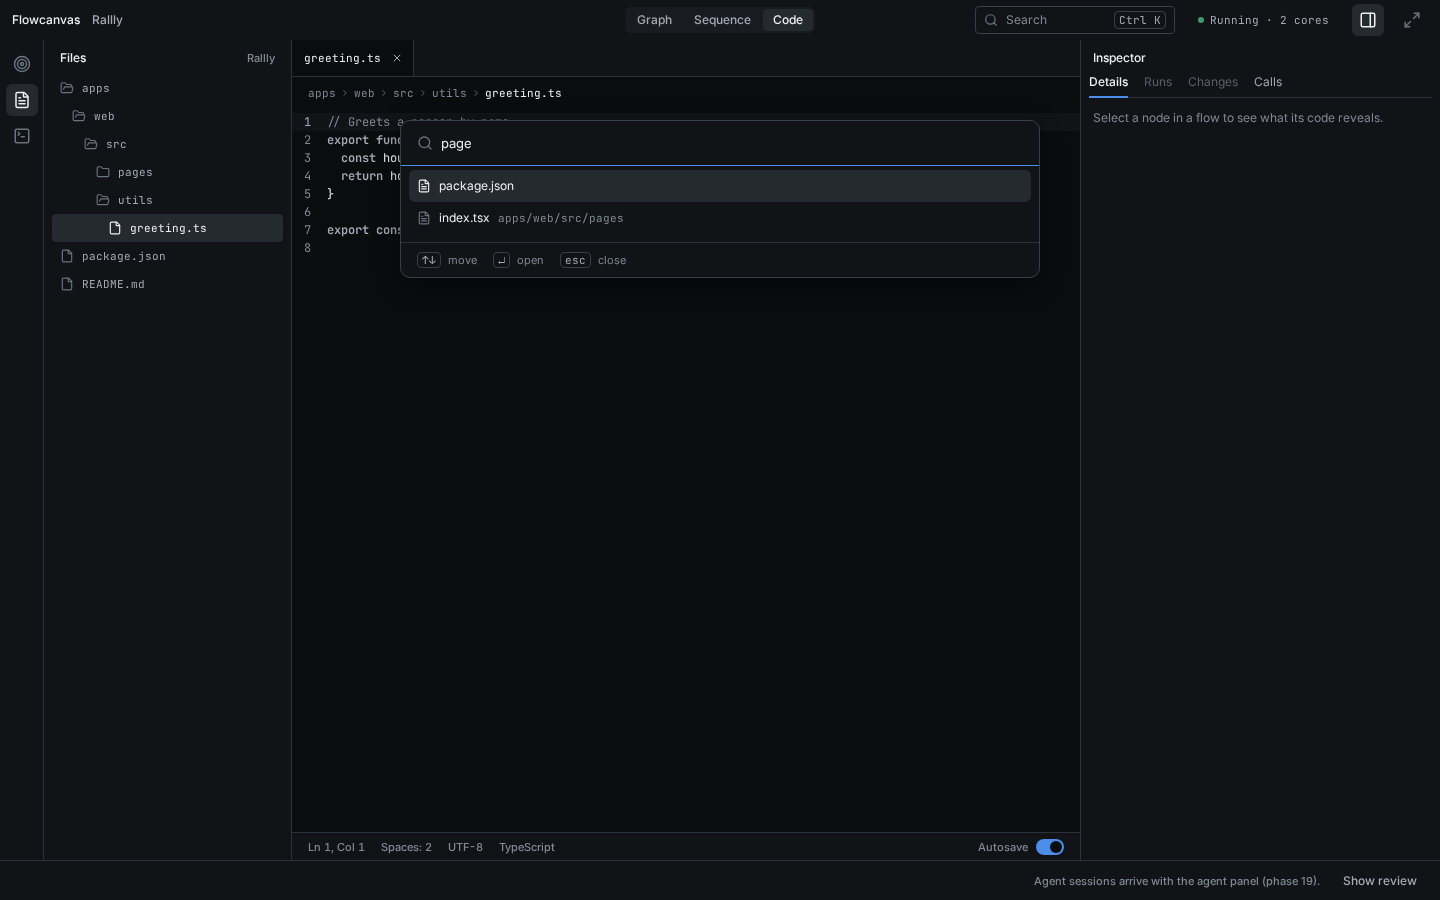 Flowcanvas Rallly Graph Sequence Code Search Ctrl K Running · 2 cores
Files Rallly
apps
web
src
pages
utils
greeting.ts
package.json
README.md
greeting.ts
apps > web > src > utils > greeting.ts
1 // Greets a
2 export func
3 const hou
4 return ho
5 }
6
7 export cons
8
page
package.json
index.tsx apps/web/src/pages
↑↓ move ↵ open esc close
Inspector
Details Runs Changes Calls
Select a node in a flow to see what its code reveals.
Ln 1, Col 1 Spaces: 2 UTF-8 TypeScript Autosave
Agent sessions arrive with the agent panel (phase 19). Show review